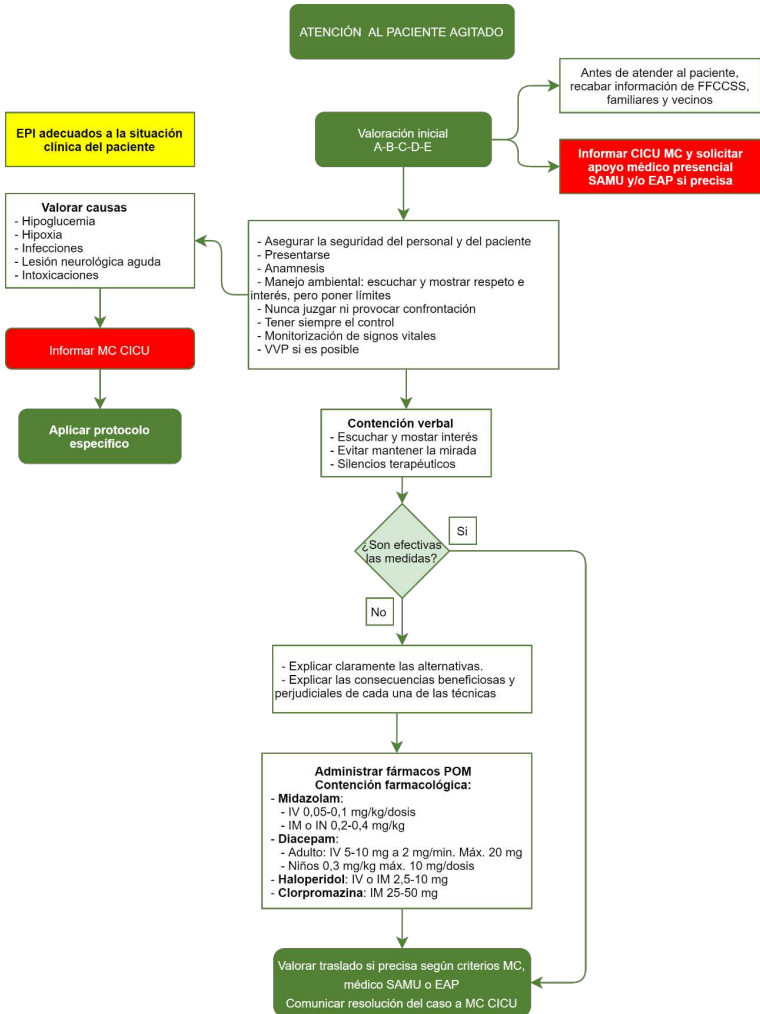 ATENCIÓN AL PACIENTE AGITADO
Antes de atender al paciente,
recabar información de FFCCSS,
familiares y vecinos
EPI adecuados a la situación
clínica del paciente
Valoración inicial
A-B-C-D-E
Informar CICU MC y solicitar
apoyo médico presencial
SAMU y/o EAP si precisa
Valorar causas
- Hipoglucemia
- Hipoxia
- Infecciones
- Lesión neurológica aguda
- Intoxicaciones
- Asegurar la seguridad del personal y del paciente
- Presentarse
- Anamnesis
- Manejo ambiental: escuchar y mostrar respeto e
interés, pero poner límites
- Nunca juzgar ni provocar confrontación
- Tener siempre el control
- Monitorización de signos vitales
- VVP si es posible
Informar MC CICU
Aplicar protocolo
específico
Contención verbal
- Escuchar y mostar interés
- Evitar mantener la mirada
- Silencios terapéuticos
¿Son efectivas
las medidas?
Si
No
- Explicar claramente las alternativas.
- Explicar las consecuencias beneficiosas y
perjudiciales de cada una de las técnicas
Administrar fármacos POM
Contención farmacológica:
- Midazolam:
- IV 0,05-0,1 mg/kg/dosis
- IM o IN 0,2-0,4 mg/kg
- Diacepam:
- Adulto: IV 5-10 mg a 2 mg/min. Máx. 20 mg
- Niños 0,3 mg/kg máx. 10 mg/dosis
- Haloperidol: IV o IM 2,5-10 mg
- Clorpromazina: IM 25-50 mg
Valorar traslado si precisa según criterios MC,
médico SAMU o EAP
Comunicar resolución del caso a MC CICU